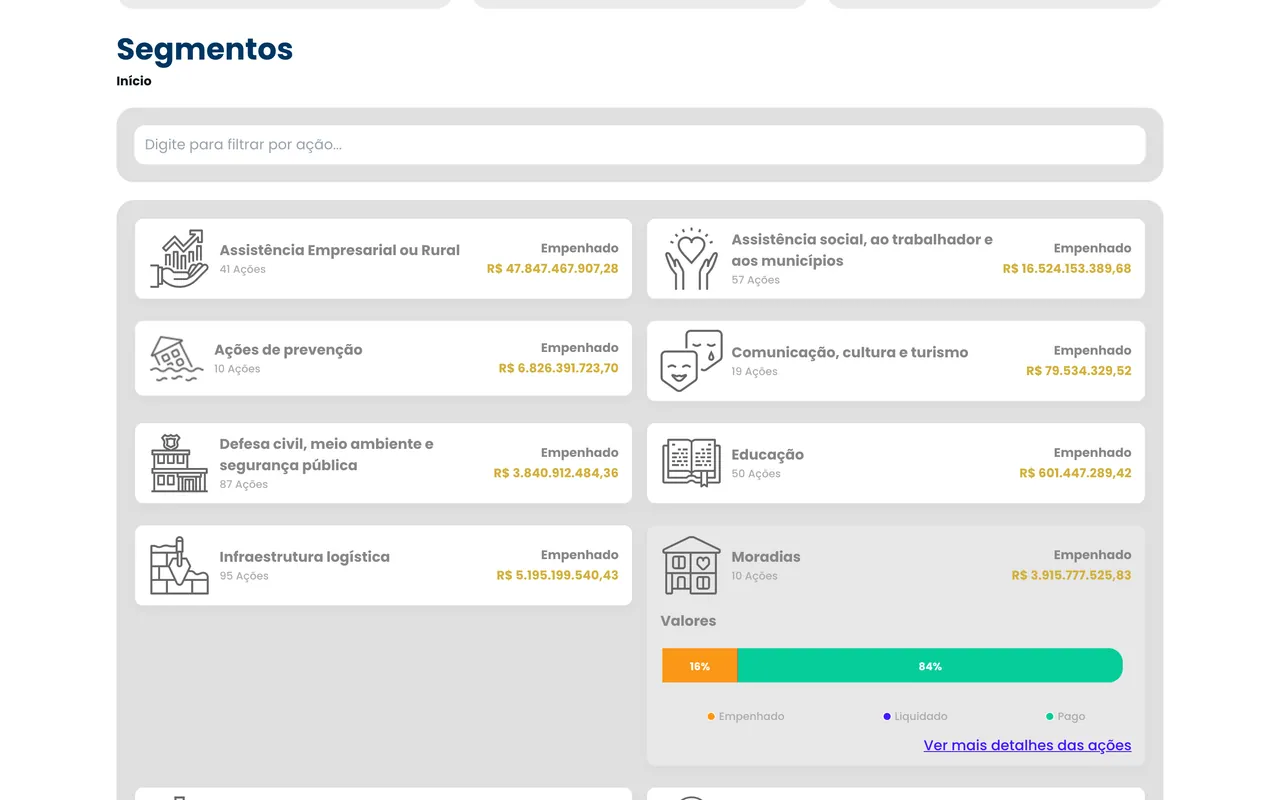 Segmentos
Início
Digite para filtrar por ação...
Assistência Empresarial ou Rural
41 Ações
Empenhado
R$ 47.847.467.907,28
Assistência social, ao trabalhador e
aos municípios
57 Ações
Empenhado
R$ 16.524.153.389,68
Ações de prevenção
10 Ações
Empenhado
R$ 6.826.391.723,70
Comunicação, cultura e turismo
19 Ações
Empenhado
R$ 79.534.329,52
Defesa civil, meio ambiente e
segurança pública
87 Ações
Empenhado
R$ 3.840.912.484,36
Educação
50 Ações
Empenhado
R$ 601.447.289,42
Infraestrutura logística
95 Ações
Empenhado
R$ 5.195.199.540,43
Moradias
10 Ações
Empenhado
R$ 3.915.777.525,83
Valores
16%
84%
Empenhado
Liquidado
Pago
Ver mais detalhes das ações